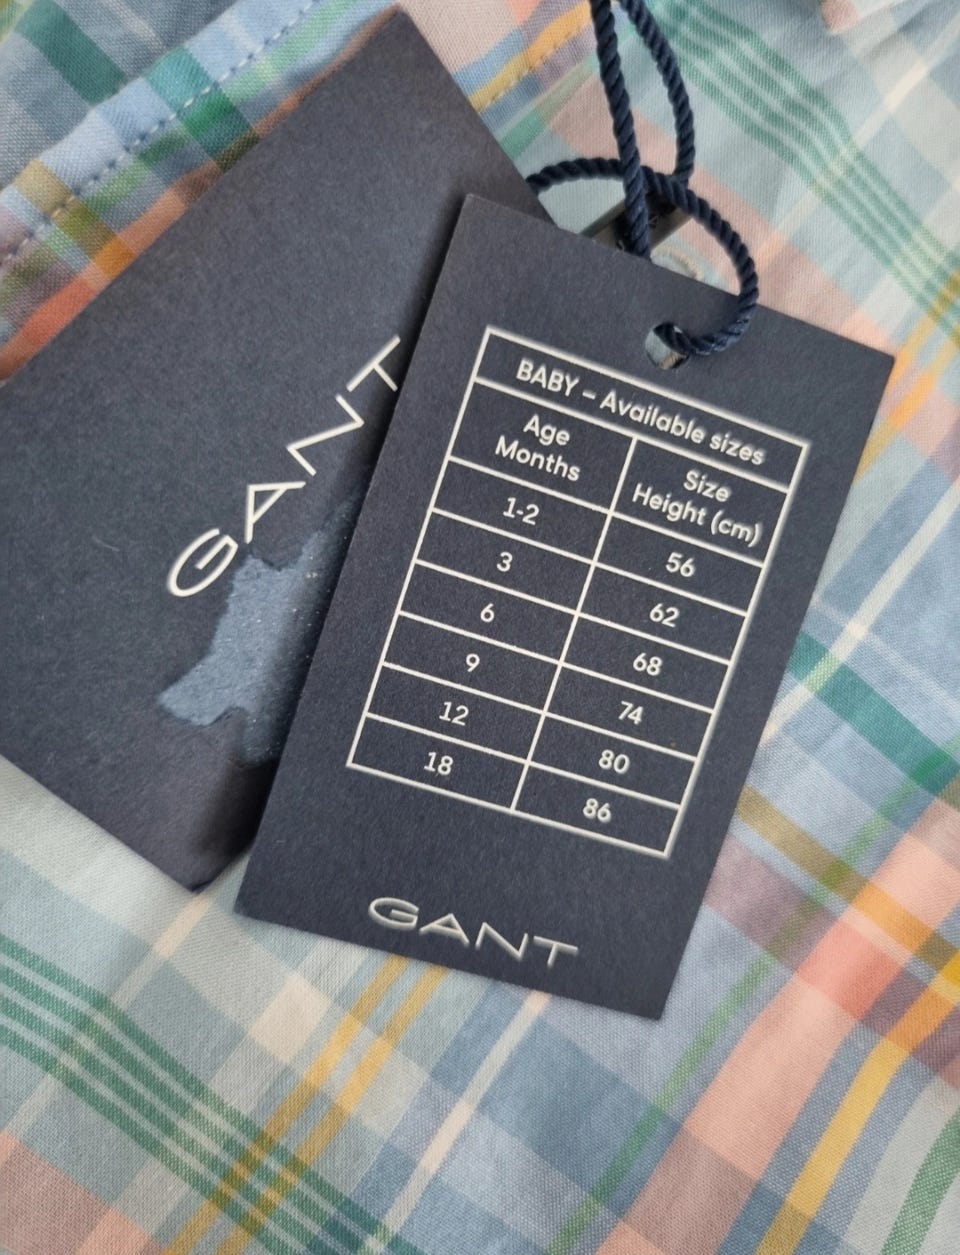 GANT
BABY – Available sizes
Age Months Size Height (cm)
1-2 56
3 62
6 68
9 74
12 80
18 86
GANT